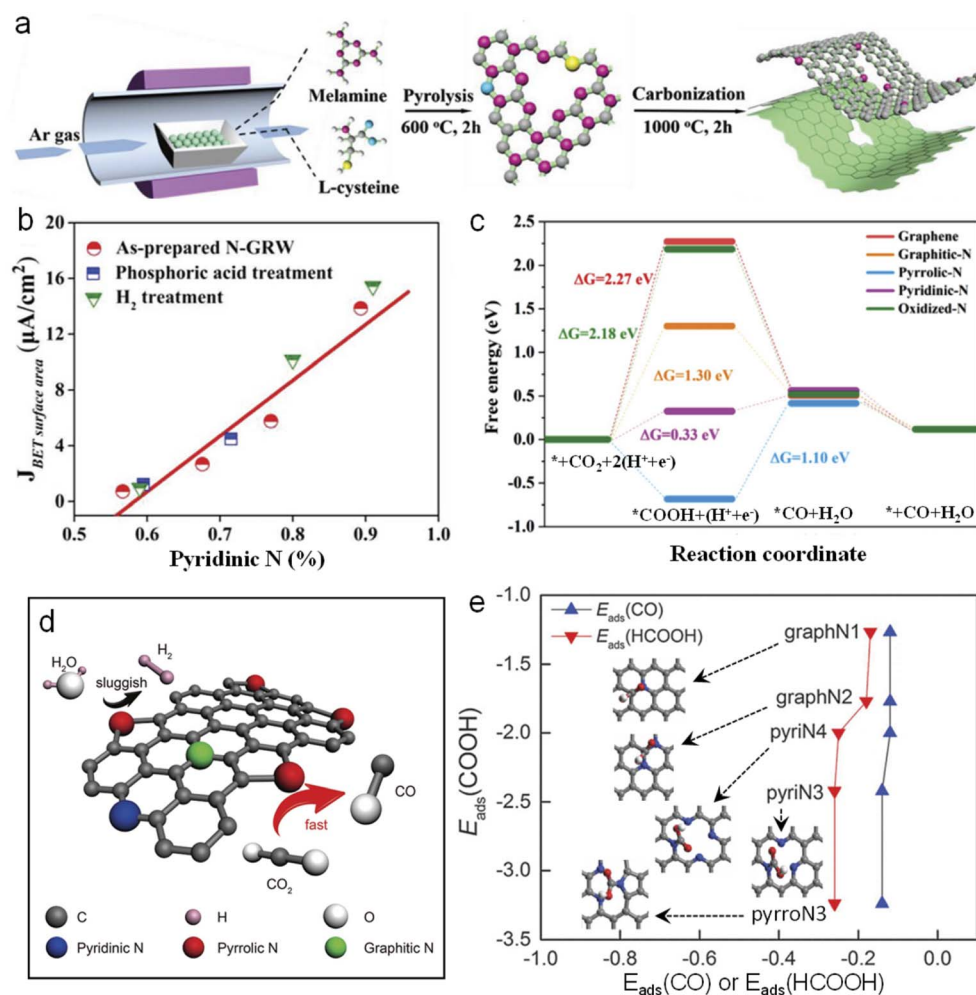 a
Ar gas
Melamine
L-cysteine
Pyrolysis
600 °C, 2h
Carbonization
1000 °C, 2h
b
J BET surface area (μA/cm²)
20
16
12
8
4
0
As-prepared N-GRW
Phosphoric acid treatment
H₂ treatment
0.5 0.6 0.7 0.8 0.9 1.0
Pyridinic N (%)
c
Free energy (eV)
2.5
2.0
1.5
1.0
0.5
0.0
-0.5
-1.0
Graphene
Graphitic-N
Pyrrolic-N
Pyridinic-N
Oxidized-N
ΔG=2.27 eV
ΔG=2.18 eV
ΔG=1.30 eV
ΔG=0.33 eV
ΔG=1.10 eV
*+CO₂+2(H⁺+e⁻)
*COOH+(H⁺+e⁻)
*CO+H₂O
*+CO+H₂O
Reaction coordinate
d
H₂O
H₂
sluggish
CO
fast
CO₂
C H O
Pyridinic N Pyrrolic N Graphitic N
e
Eads(COOH)
-1.0
-1.5
-2.0
-2.5
-3.0
-3.5
Eads(CO)
Eads(HCOOH)
graphN1
graphN2
pyriN4
pyriN3
pyrroN3
-1.0 -0.8 -0.6 -0.4 -0.2 0.0
Eads(CO) or Eads(HCOOH)